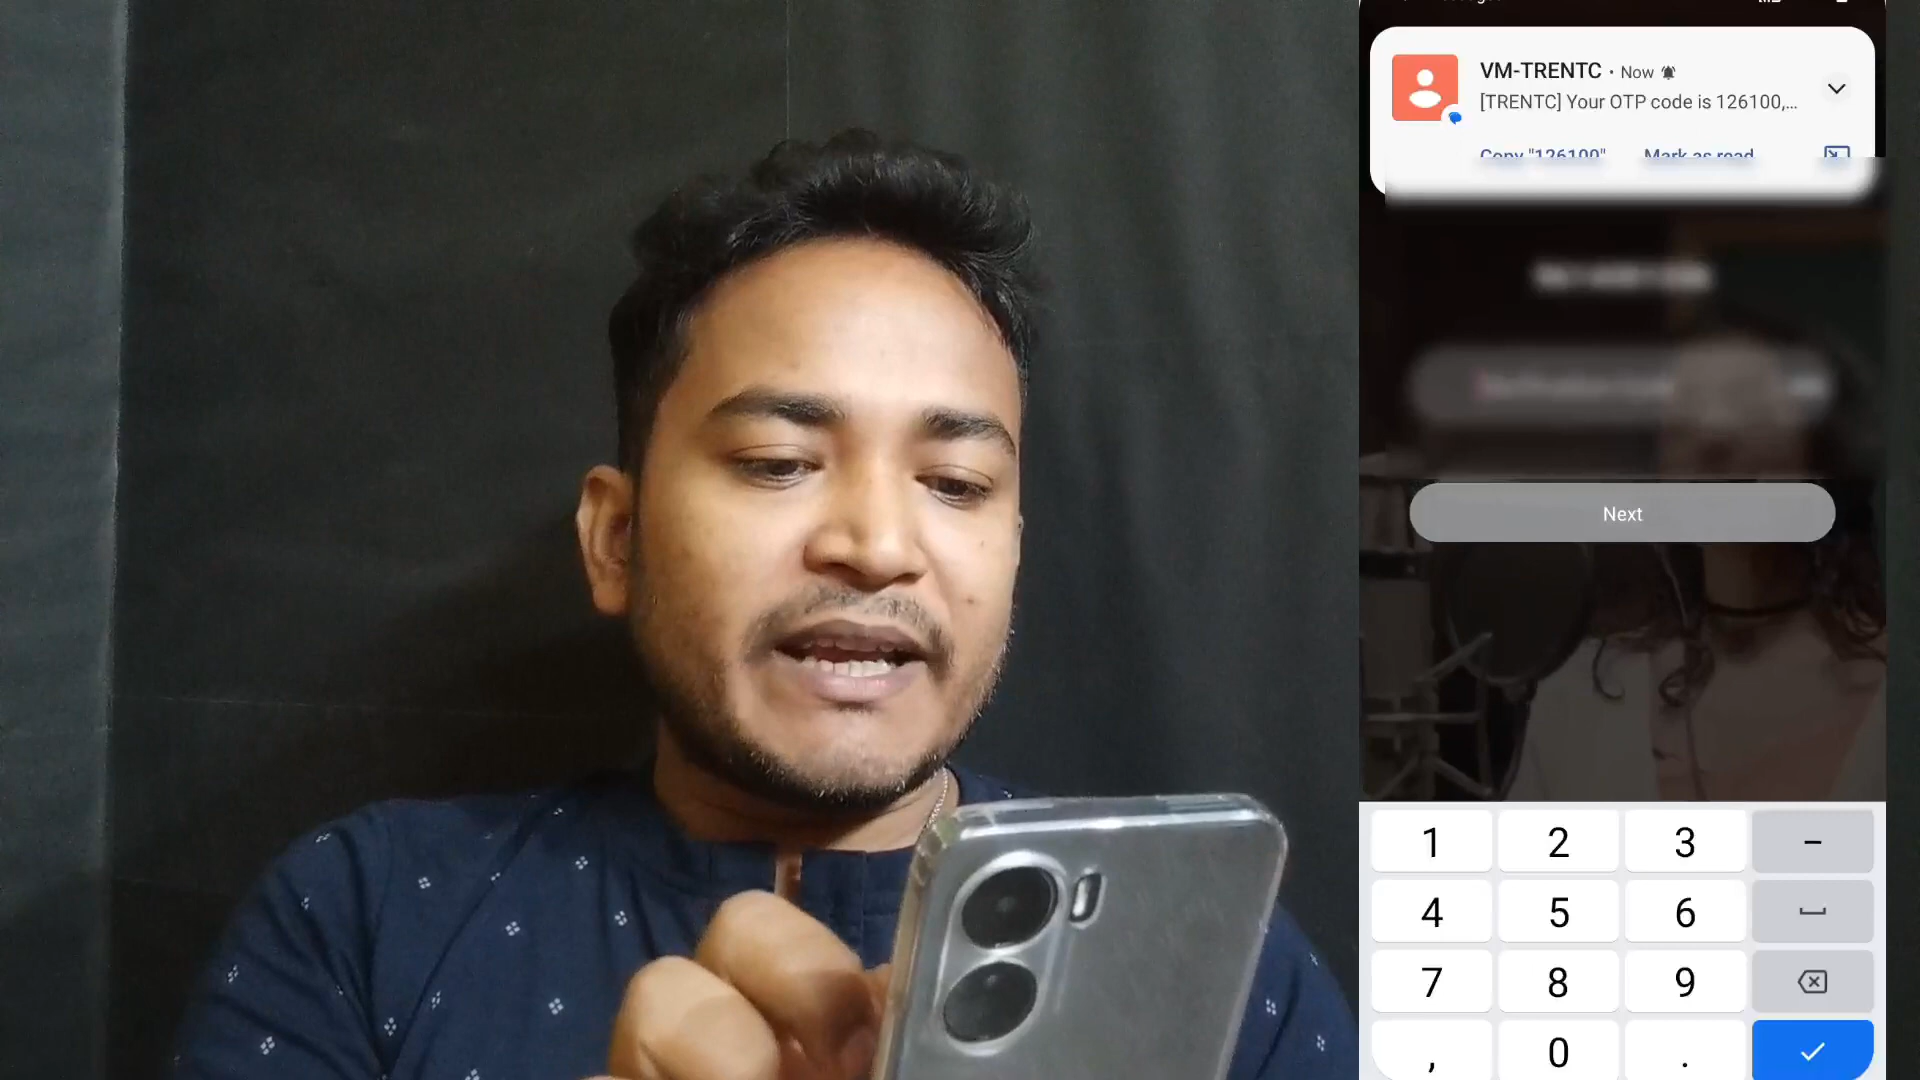 VM-TRENTC • Now
[TRENTC] Your OTP code is 126100,...
Copy "126100" Mark as read
Next
1 2 3 –
4 5 6
7 8 9
, 0 .